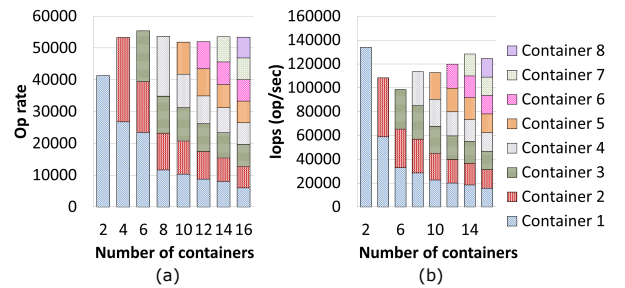 60000
50000
40000
30000
20000
10000
0
Op rate
2 4 6 8 10 12 14 16
Number of containers
(a)
160000
140000
120000
100000
80000
60000
40000
20000
0
Iops (op/sec)
2 6 10 14
Number of containers
(b)
Container 8
Container 7
Container 6
Container 5
Container 4
Container 3
Container 2
Container 1